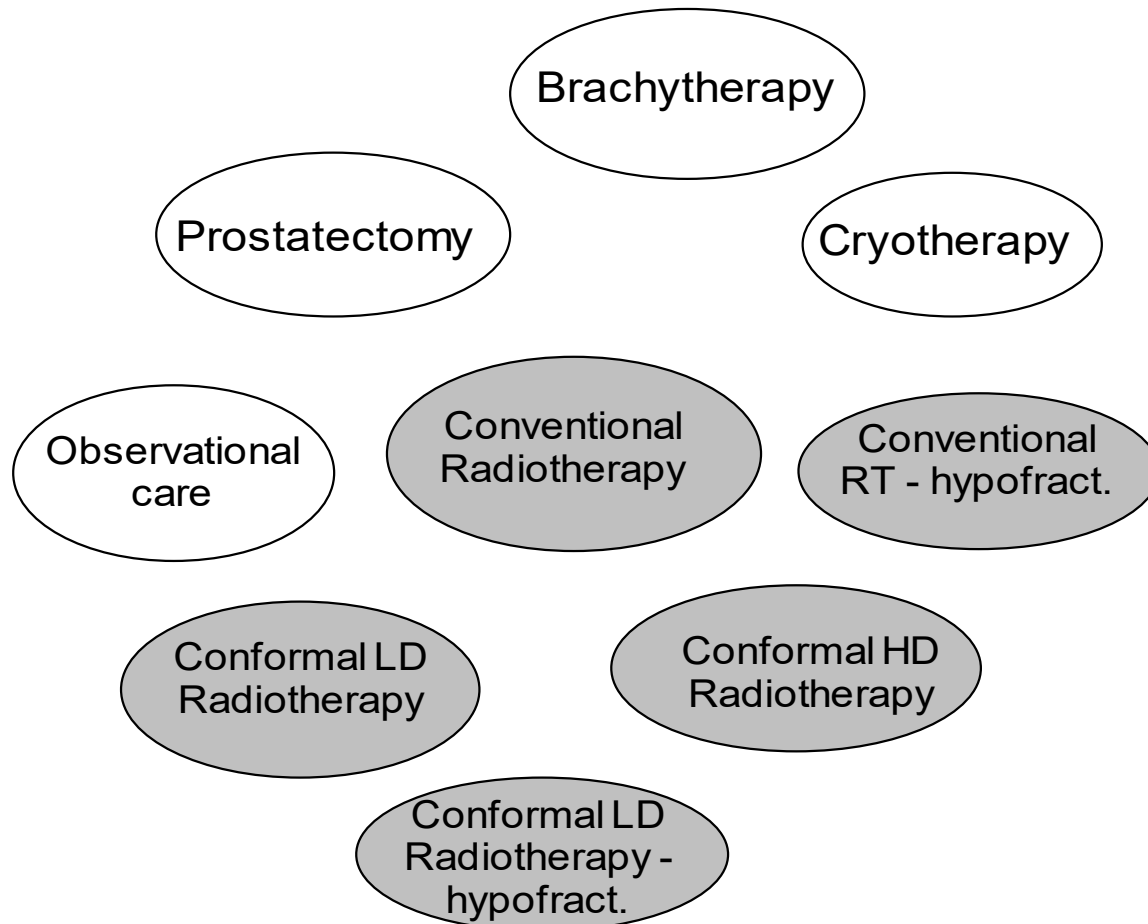 Brachytherapy
Prostatectomy
Cryotherapy
Observational
care
Conventional
Radiotherapy
Conventional
RT - hypofract.
Conformal LD
Radiotherapy
Conformal HD
Radiotherapy
Conformal LD
Radiotherapy -
hypofract.